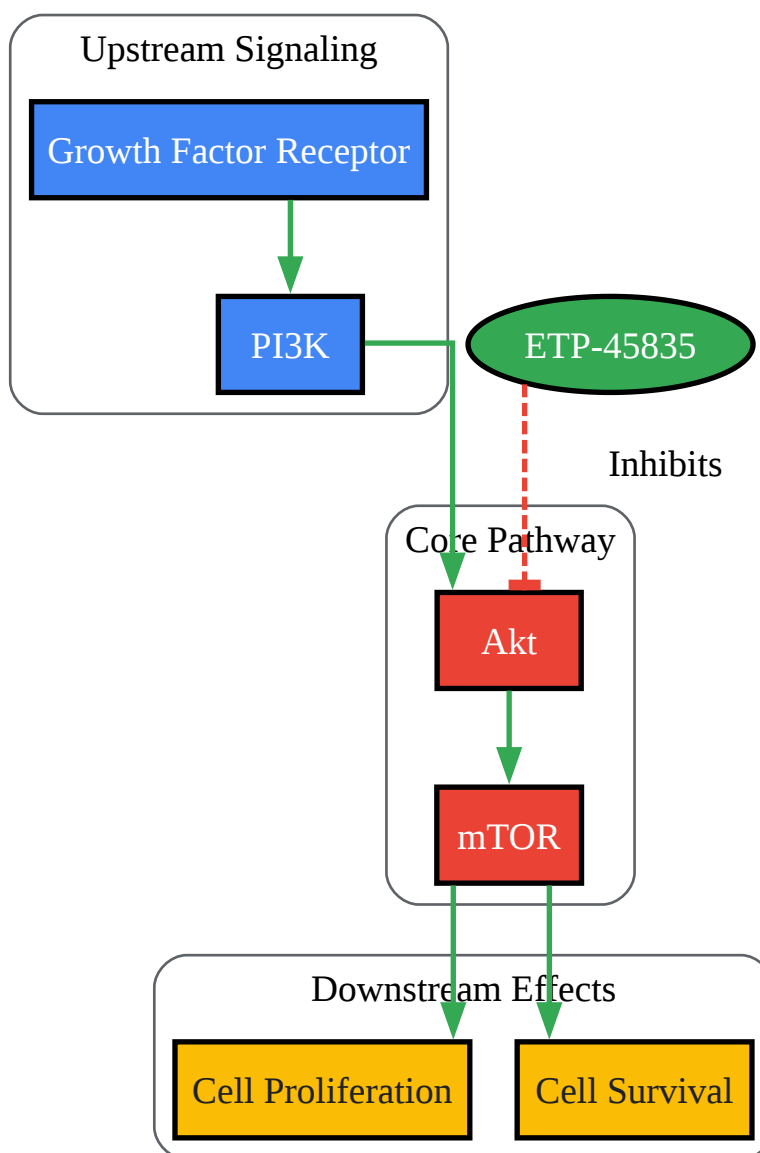 Upstream Signaling
Growth Factor Receptor
PI3K
ETP-45835
Inhibits
Core Pathway
Akt
mTOR
Downstream Effects
Cell Proliferation
Cell Survival